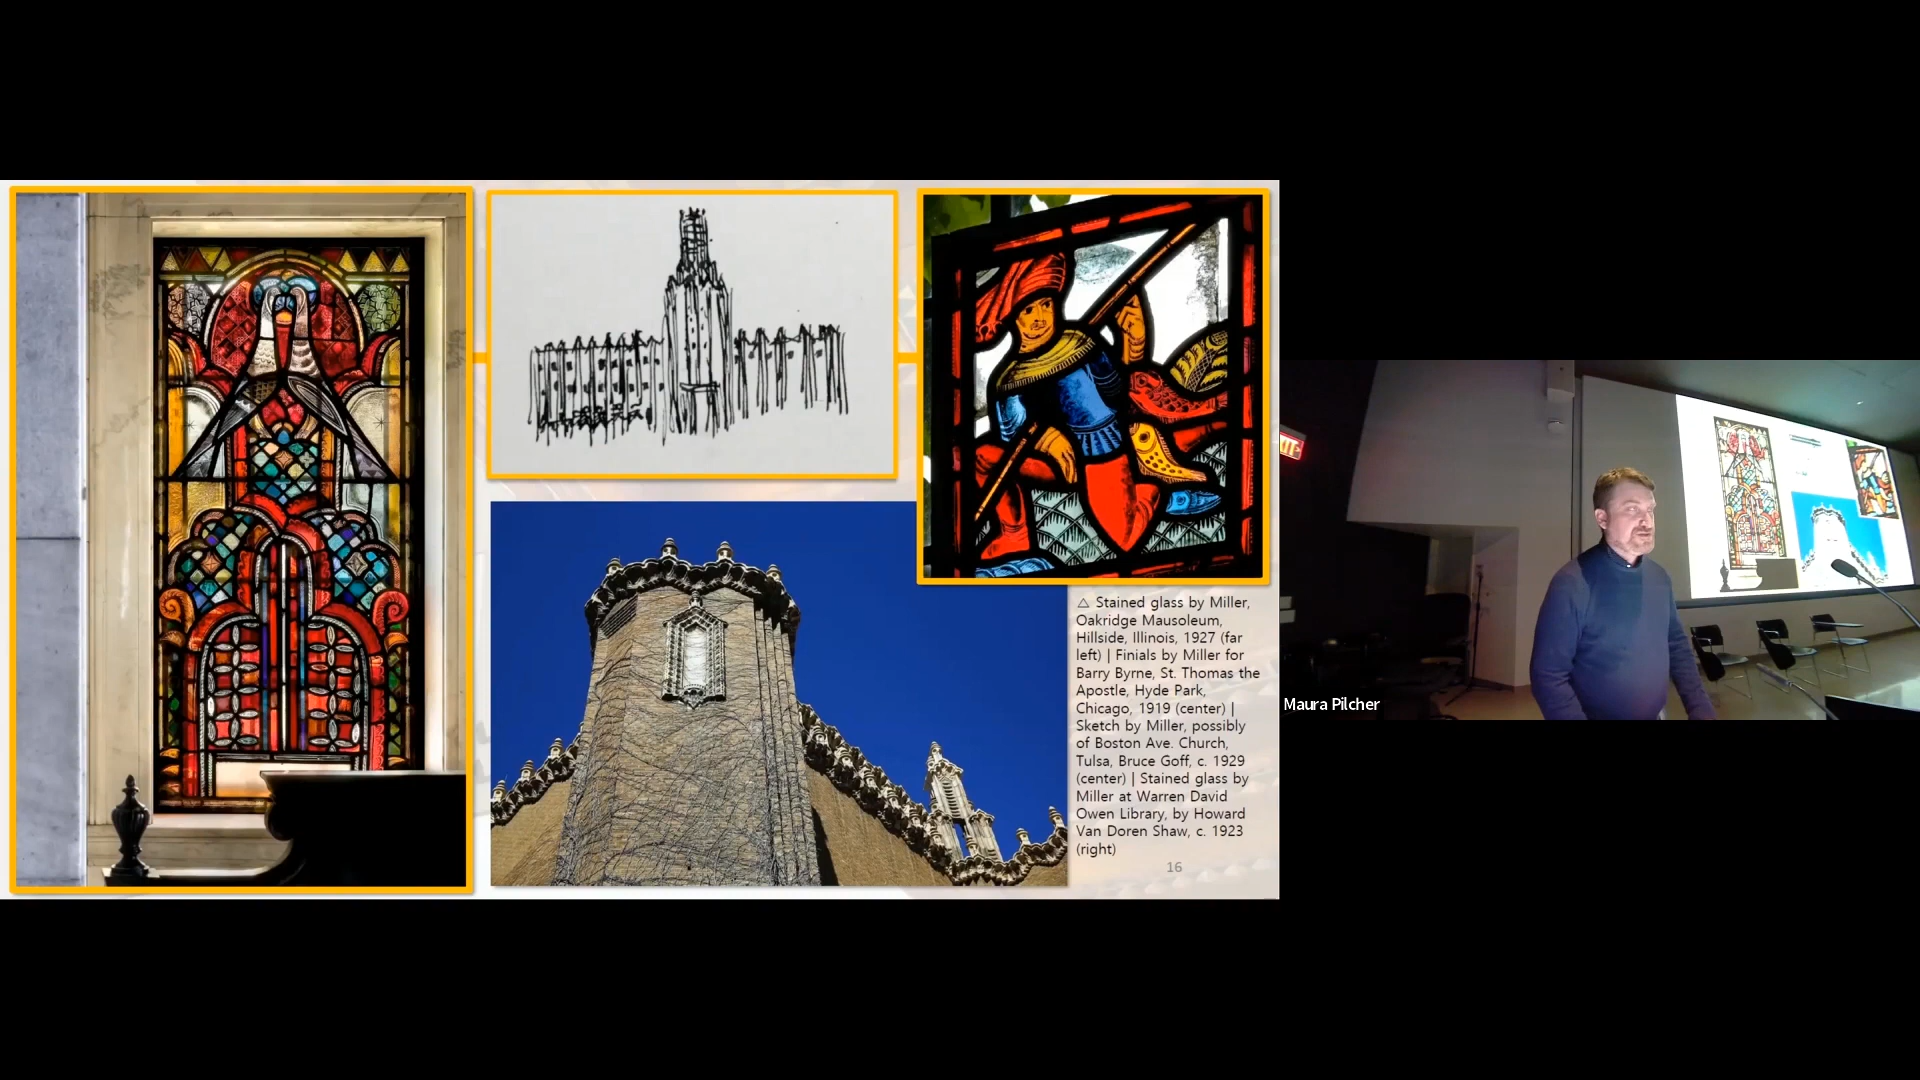 △ Stained glass by Miller,
Oakridge Mausoleum,
Hillside, Illinois, 1927 (far
left) | Finials by Miller for
Barry Byrne, St. Thomas the
Apostle, Hyde Park,
Chicago, 1919 (center) |
Sketch by Miller, possibly
of Boston Ave. Church,
Tulsa, Bruce Goff, c. 1929
(center) | Stained glass by
Miller at Warren David
Owen Library, by Howard
Van Doren Shaw, c. 1923
(right)
16
Maura Pilcher